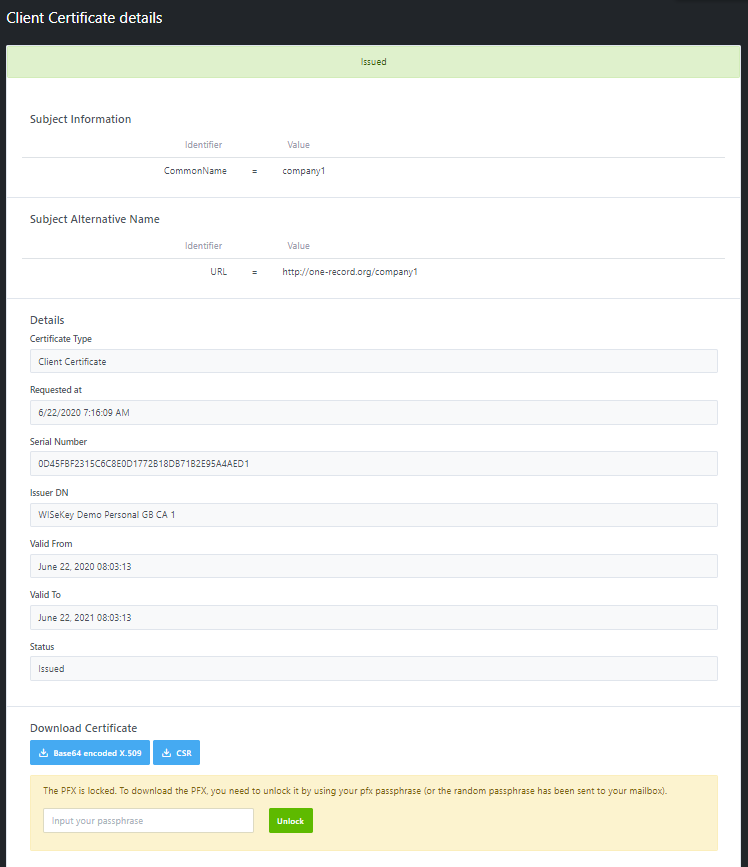 Client Certificate details
Issued
Subject Information
Identifier Value
CommonName = company1
Subject Alternative Name
Identifier Value
URL = http://one-record.org/company1
Details
Certificate Type
Client Certificate
Requested at
6/22/2020 7:16:09 AM
Serial Number
0D45FBF2315C6C8E0D1772B18DB71B2E95A4AED1
Issuer DN
WISeKey Demo Personal GB CA 1
Valid From
June 22, 2020 08:03:13
Valid To
June 22, 2021 08:03:13
Status
Issued
Download Certificate
Base64 encoded X.509 CSR
The PFX is locked. To download the PFX, you need to unlock it by using your pfx passphrase (or the random passphrase has been sent to your mailbox).
Input your passphrase Unlock